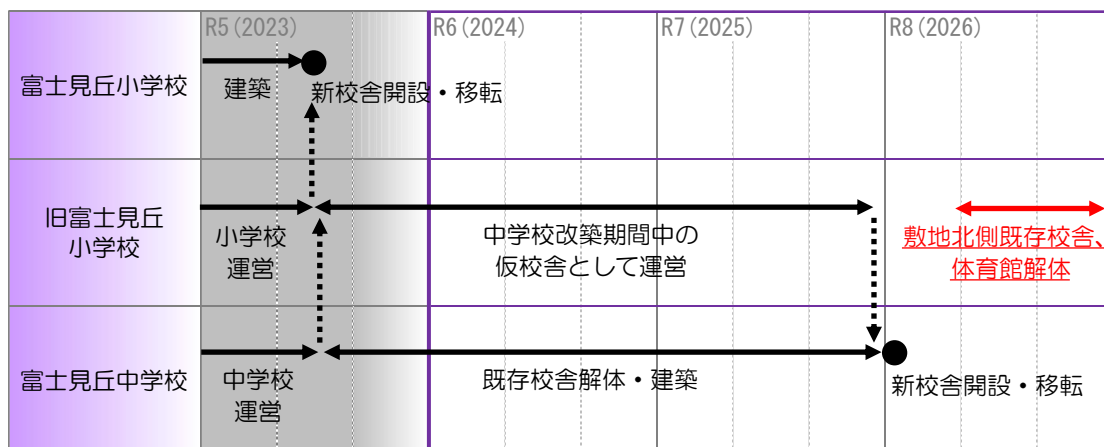 R5(2023)
R6(2024)
R7(2025)
R8(2026)
富士見丘小学校
建築
新校舎開設・移転
旧富士見丘
小学校
小学校
運営
中学校改築期間中の
仮校舎として運営
敷地北側既存校舎、
体育館解体
富士見丘中学校
中学校
運営
既存校舎解体・建築
新校舎開設・移転